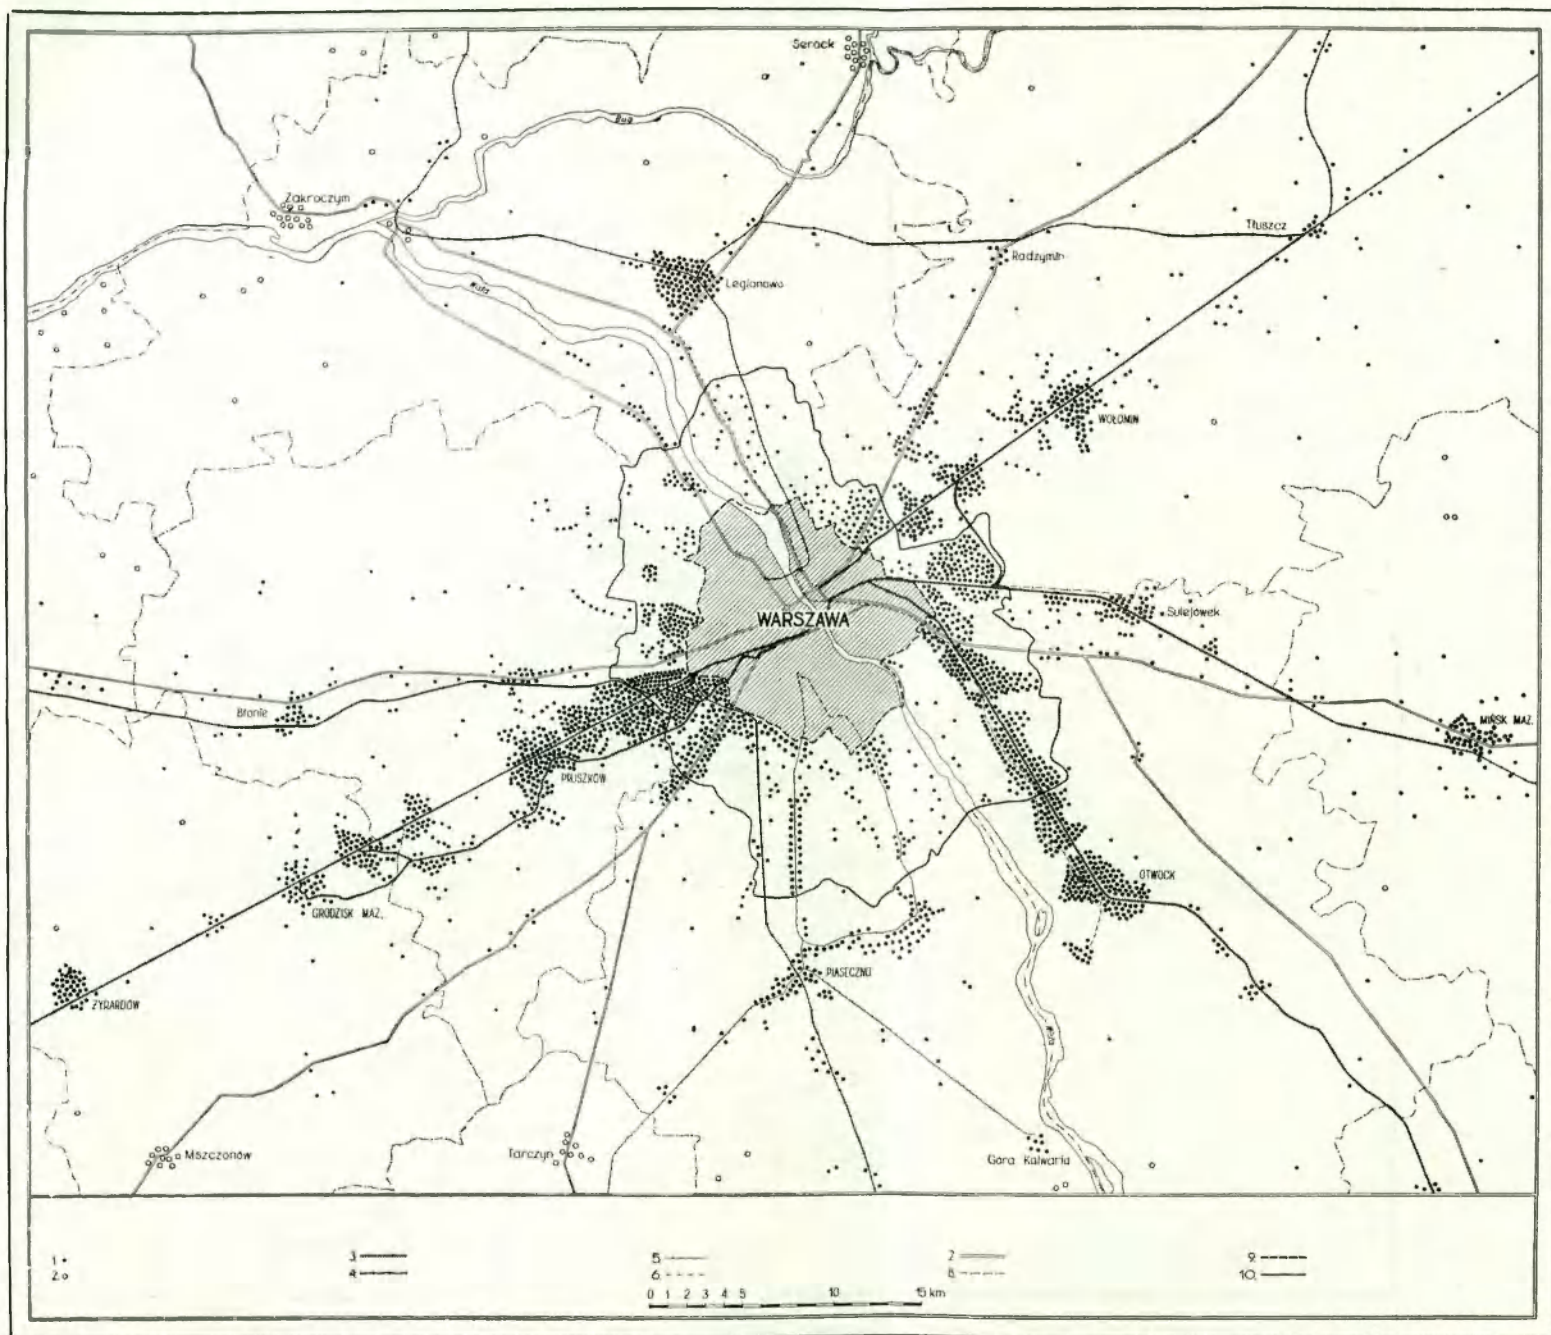 Serock
Bug
Zakroczym
Tłuszcz
Radzymin
Legionowo
Wisła
WOŁOMIN
WARSZAWA
Sulejówek
Błonie
MIŃSK MAZ.
PRUSZKÓW
OTWOCK
GRODZISK MAZ.
PIASECZNO
ŻYRARDÓW
Wisła
Mszczonów
Tarczyn
Góra Kalwaria
1.
2.
3.
4.
5.
6.
7.
8.
9.
10.
0 1 2 3 4 5 10 15 km